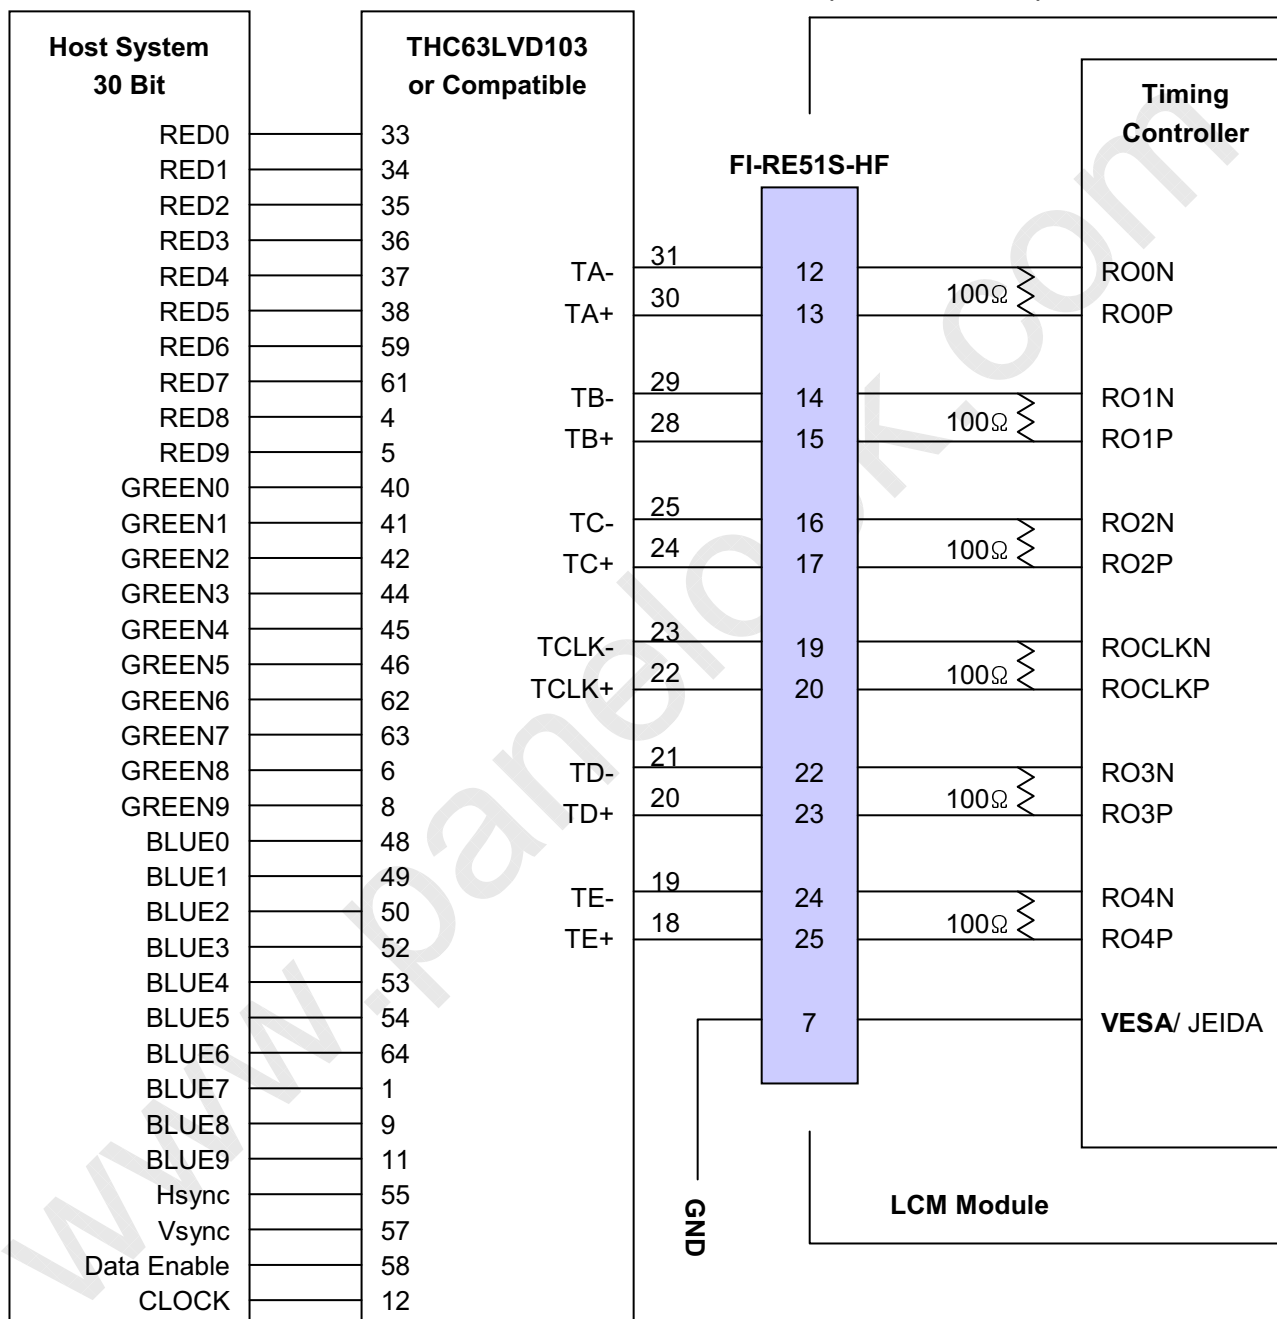 Host System
30 Bit
RED0 33
RED1 34
RED2 35
RED3 36
RED4 37
RED5 38
RED6 59
RED7 61
RED8 4
RED9 5
GREEN0 40
GREEN1 41
GREEN2 42
GREEN3 44
GREEN4 45
GREEN5 46
GREEN6 62
GREEN7 63
GREEN8 6
GREEN9 8
BLUE0 48
BLUE1 49
BLUE2 50
BLUE3 52
BLUE4 53
BLUE5 54
BLUE6 64
BLUE7 1
BLUE8 9
BLUE9 11
Hsync 55
Vsync 57
Data Enable 58
CLOCK 12
THC63LVD103
or Compatible
TA- 31 12 RO0N
100Ω
TA+ 30 13 RO0P
TB- 29 14 RO1N
100Ω
TB+ 28 15 RO1P
TC- 25 16 RO2N
100Ω
TC+ 24 17 RO2P
TCLK- 23 19 ROCLKN
100Ω
TCLK+ 22 20 ROCLKP
TD- 21 22 RO3N
100Ω
TD+ 20 23 RO3P
TE- 19 24 RO4N
100Ω
TE+ 18 25 RO4P
7 VESA/ JEIDA
FI-RE51S-HF
Timing
Controller
GND
LCM Module
www.panelook.com